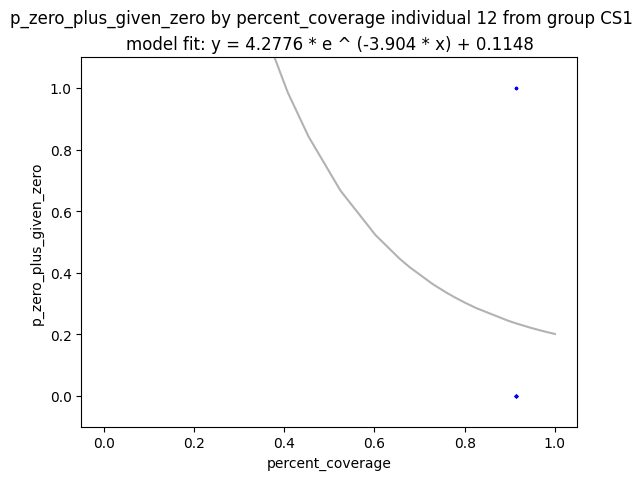 p_zero_plus_given_zero by percent_coverage individual 12 from group CS1
model fit: y = 4.2776 * e ^ (-3.904 * x) + 0.1148
1.0
0.8
0.6
0.4
0.2
0.0
p_zero_plus_given_zero
0.0 0.2 0.4 0.6 0.8 1.0
percent_coverage